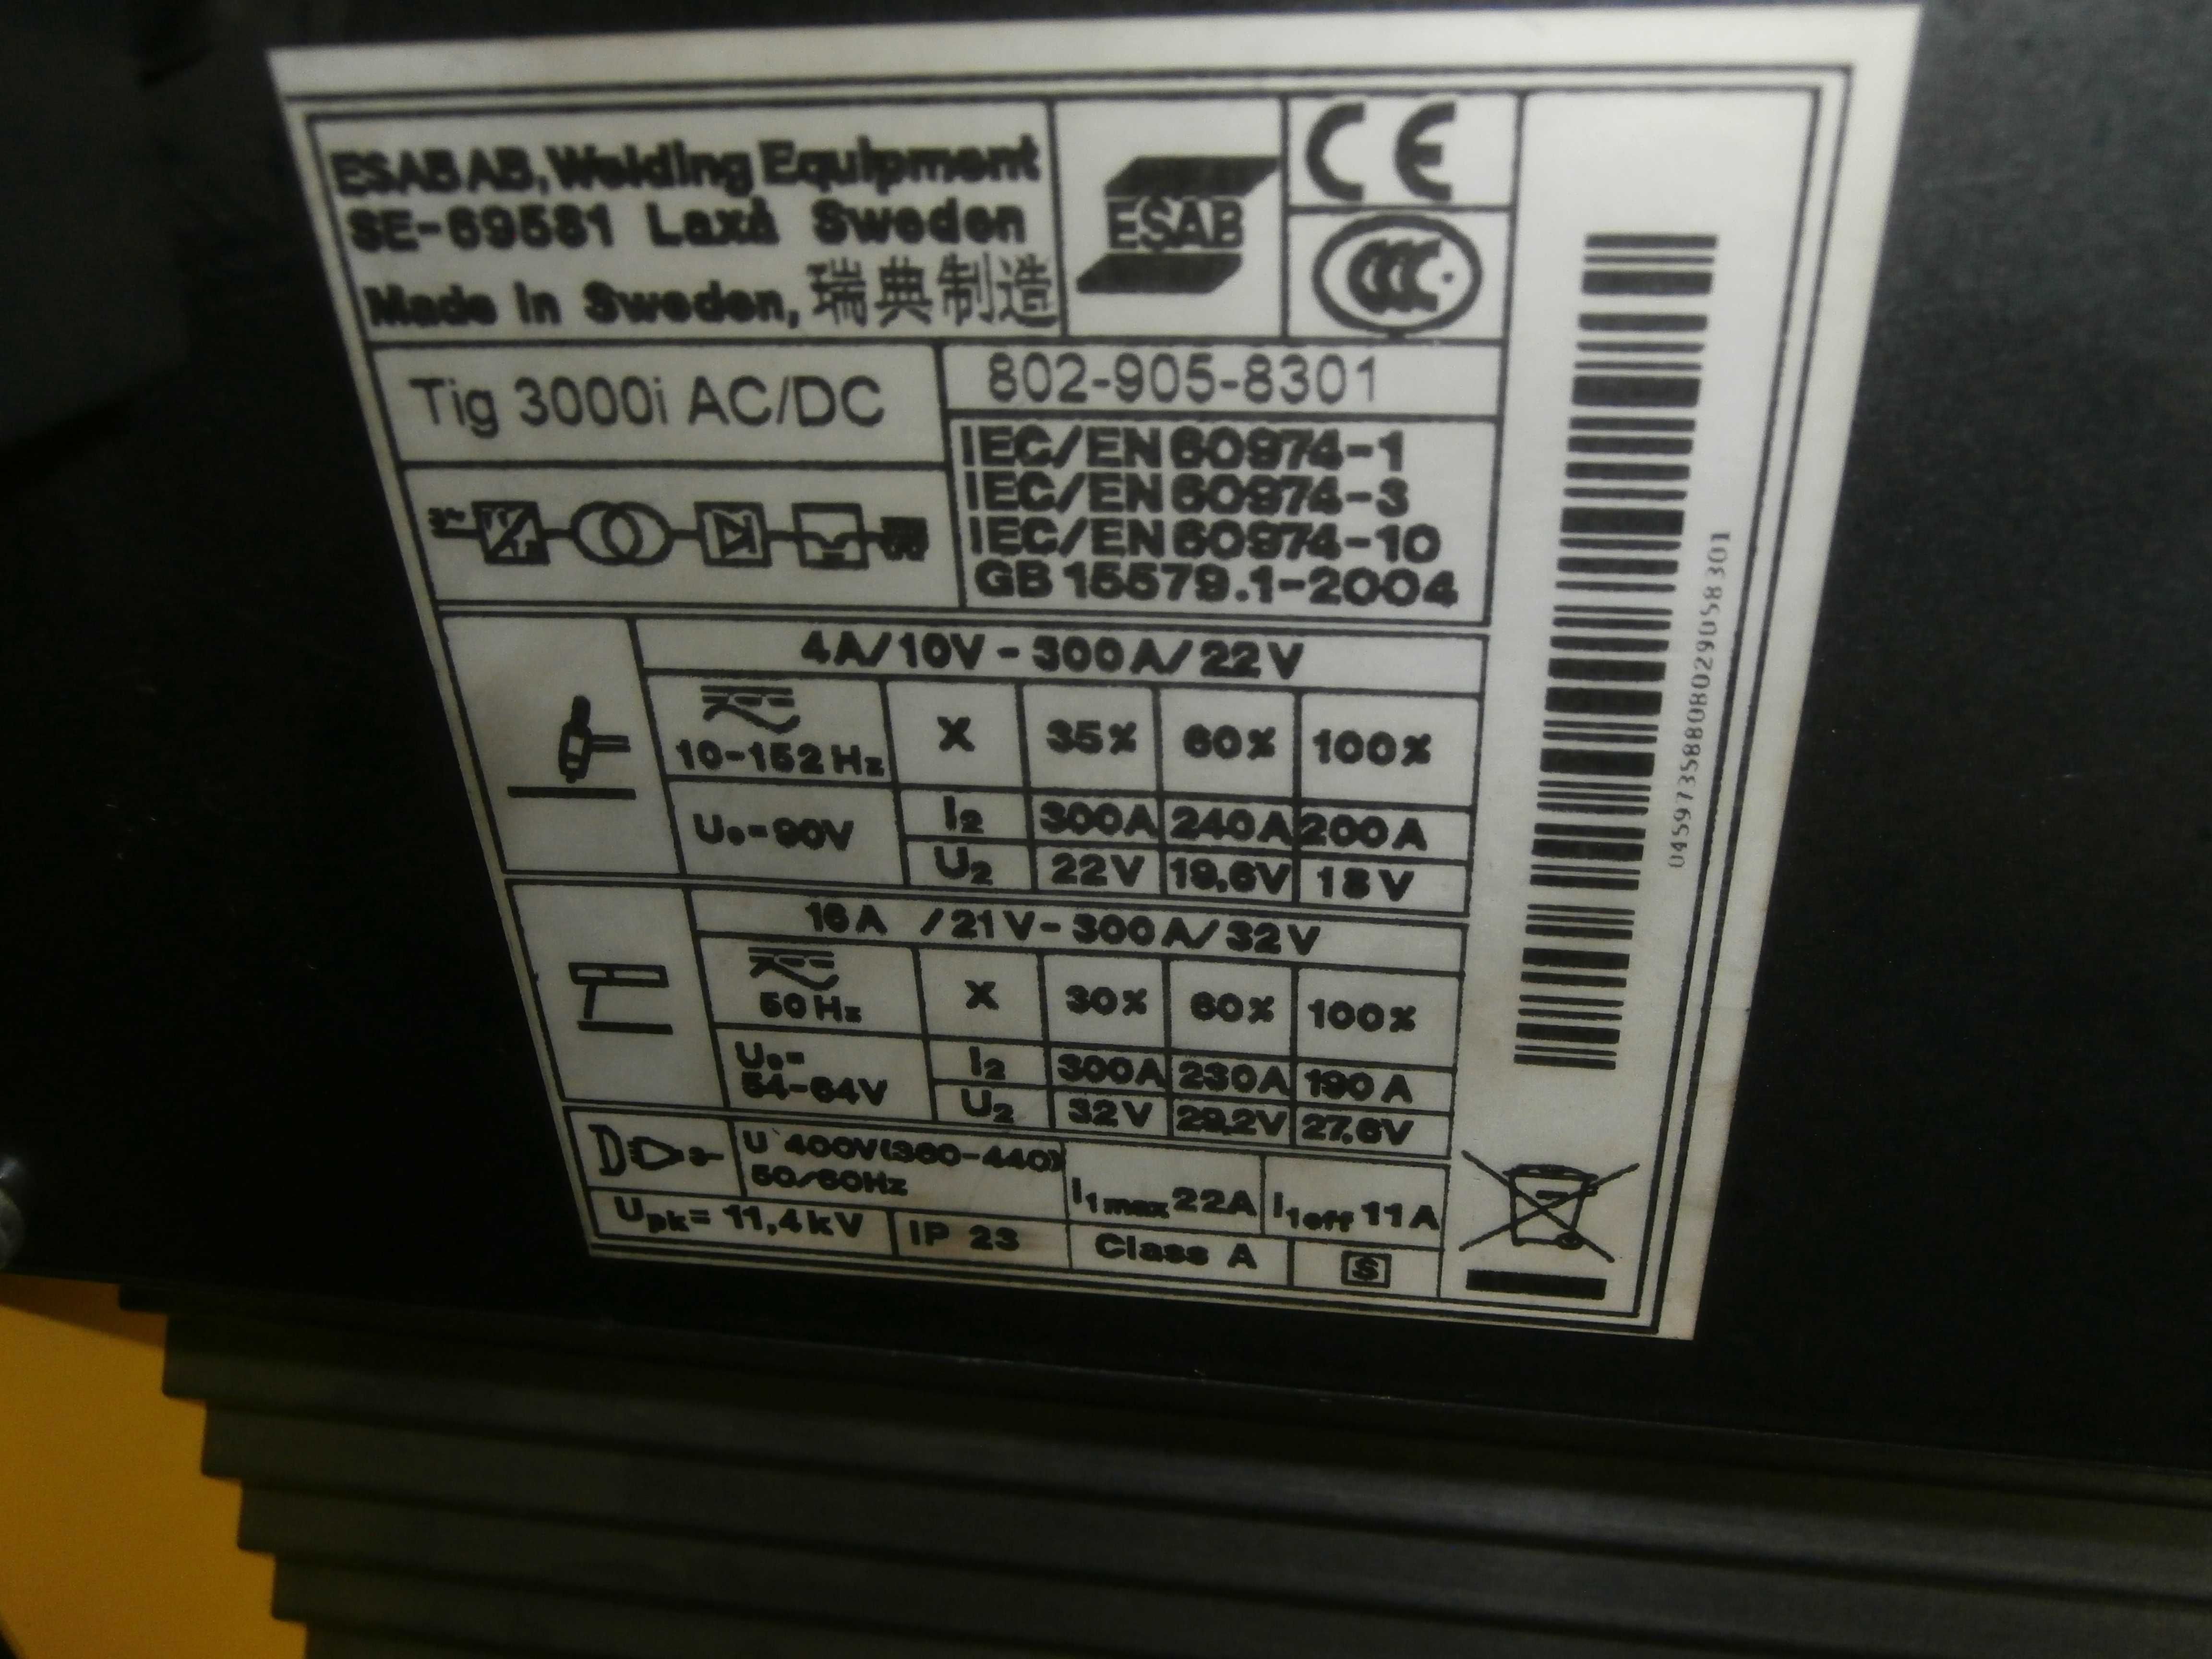 ESAB AB, Welding Equipment
SE-69581 Laxå Sweden
Made in Sweden, 瑞典制造
ESAB
CE
CCC
Tig 3000i AC/DC
802-905-8301
IEC/EN 60974-1
IEC/EN 60974-3
IEC/EN 60974-10
GB 15579.1-2004
3~
4A/10V - 300A/22V
10-152 Hz
X 35% 60% 100%
U₀=90V
I₂ 300A 240A 200A
U₂ 22V 19,6V 18V
16A /21V - 300A/32V
50 Hz
X 30% 60% 100%
U₀=
54-64V
I₂ 300A 230A 190A
U₂ 32V 29,2V 27,6V
3~
U 400V(360-440)
50/60Hz
I₁max 22A
I₁eff 11A
Upk= 11,4kV
IP 23
Class A
S
04597358808029058301